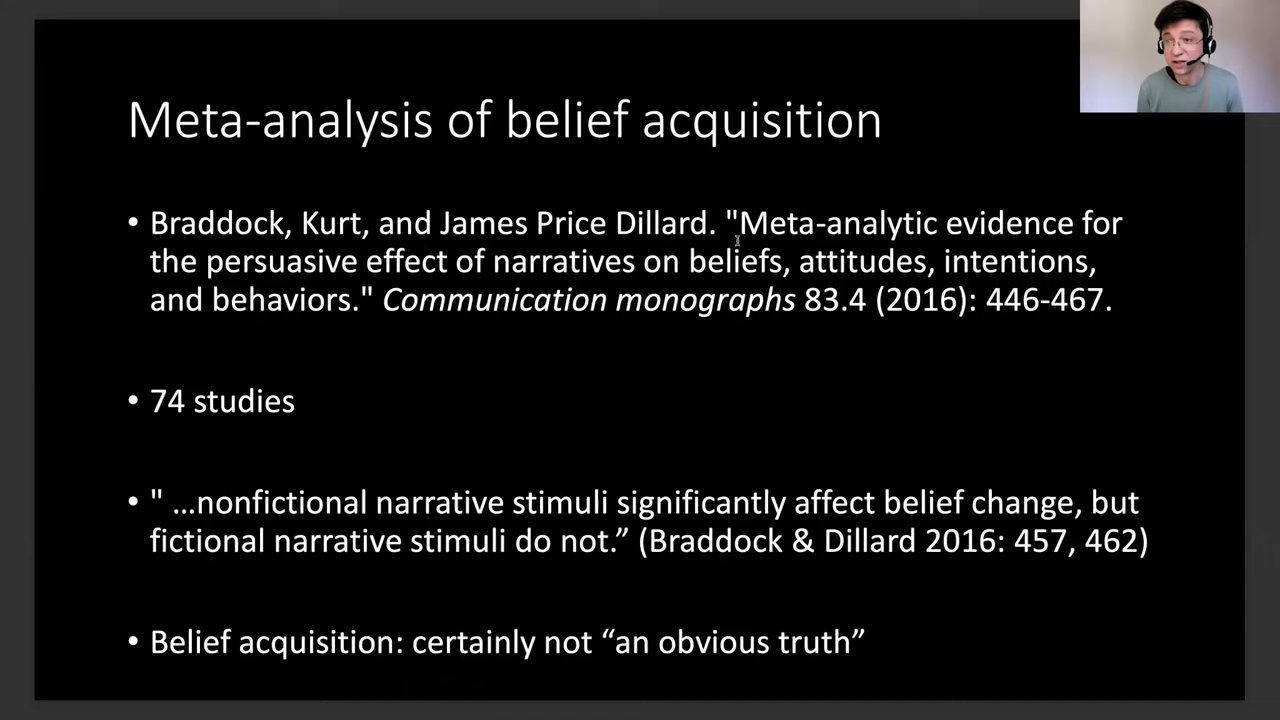 Meta-analysis of belief acquisition
• Braddock, Kurt, and James Price Dillard. "Meta-analytic evidence for
the persuasive effect of narratives on beliefs, attitudes, intentions,
and behaviors." Communication monographs 83.4 (2016): 446-467.
• 74 studies
• " …nonfictional narrative stimuli significantly affect belief change, but
fictional narrative stimuli do not.” (Braddock & Dillard 2016: 457, 462)
• Belief acquisition: certainly not “an obvious truth”